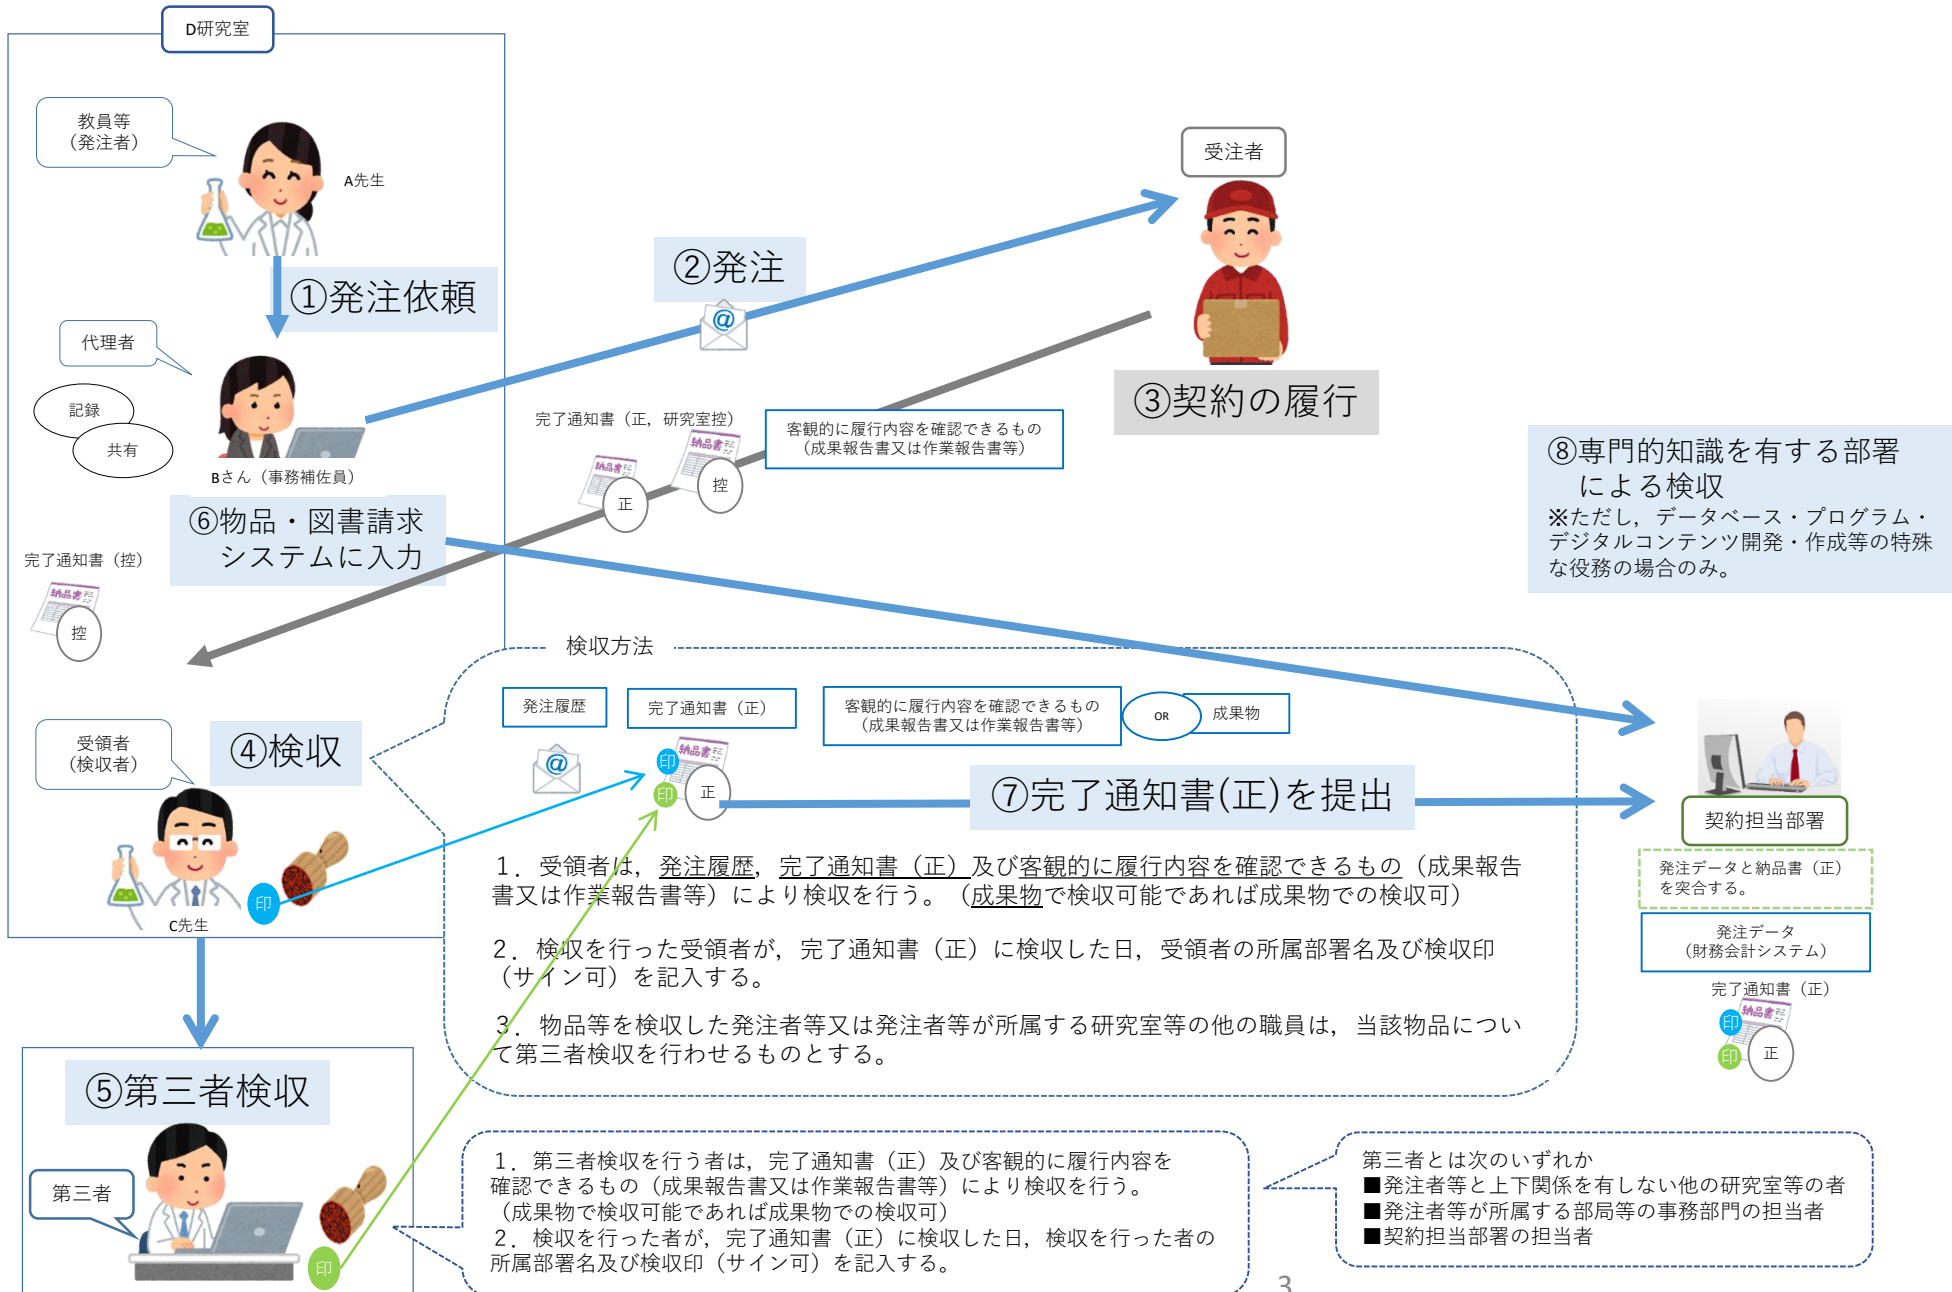 D研究室
教員等
（発注者）
A先生
①発注依頼
代理者
記録
共有
Bさん（事務補佐員）
②発注
@
受注者
③契約の履行
完了通知書（正，研究室控）
納品書
正
納品書
控
客観的に履行内容を確認できるもの
（成果報告書又は作業報告書等）
⑥物品・図書請求
システムに入力
完了通知書（控）
納品書
控
⑧専門的知識を有する部署
による検収
※ただし，データベース・プログラム・
デジタルコンテンツ開発・作成等の特殊
な役務の場合のみ。
検収方法
発注履歴
@
完了通知書（正）
納品書
印
印
正
客観的に履行内容を確認できるもの
（成果報告書又は作業報告書等）
OR
成果物
受領者
（検収者）
④検収
C先生
印
⑦完了通知書(正)を提出
契約担当部署
発注データと納品書（正）
を突合する。
発注データ
（財務会計システム）
完了通知書（正）
納品書
印
印
正
１．受領者は，発注履歴，完了通知書（正）及び客観的に履行内容を確認できるもの（成果報告
書又は作業報告書等）により検収を行う。（成果物で検収可能であれば成果物での検収可）
２．検収を行った受領者が，完了通知書（正）に検収した日，受領者の所属部署名及び検収印
（サイン可）を記入する。
３．物品等を検収した発注者等又は発注者等が所属する研究室等の他の職員は，当該物品につい
て第三者検収を行わせるものとする。
⑤第三者検収
第三者
印
１．第三者検収を行う者は，完了通知書（正）及び客観的に履行内容を
確認できるもの（成果報告書又は作業報告書等）により検収を行う。
（成果物で検収可能であれば成果物での検収可）
２．検収を行った者が，完了通知書（正）に検収した日，検収を行った者の
所属部署名及び検収印（サイン可）を記入する。
第三者とは次のいずれか
■発注者等と上下関係を有しない他の研究室等の者
■発注者等が所属する部局等の事務部門の担当者
■契約担当部署の担当者
3